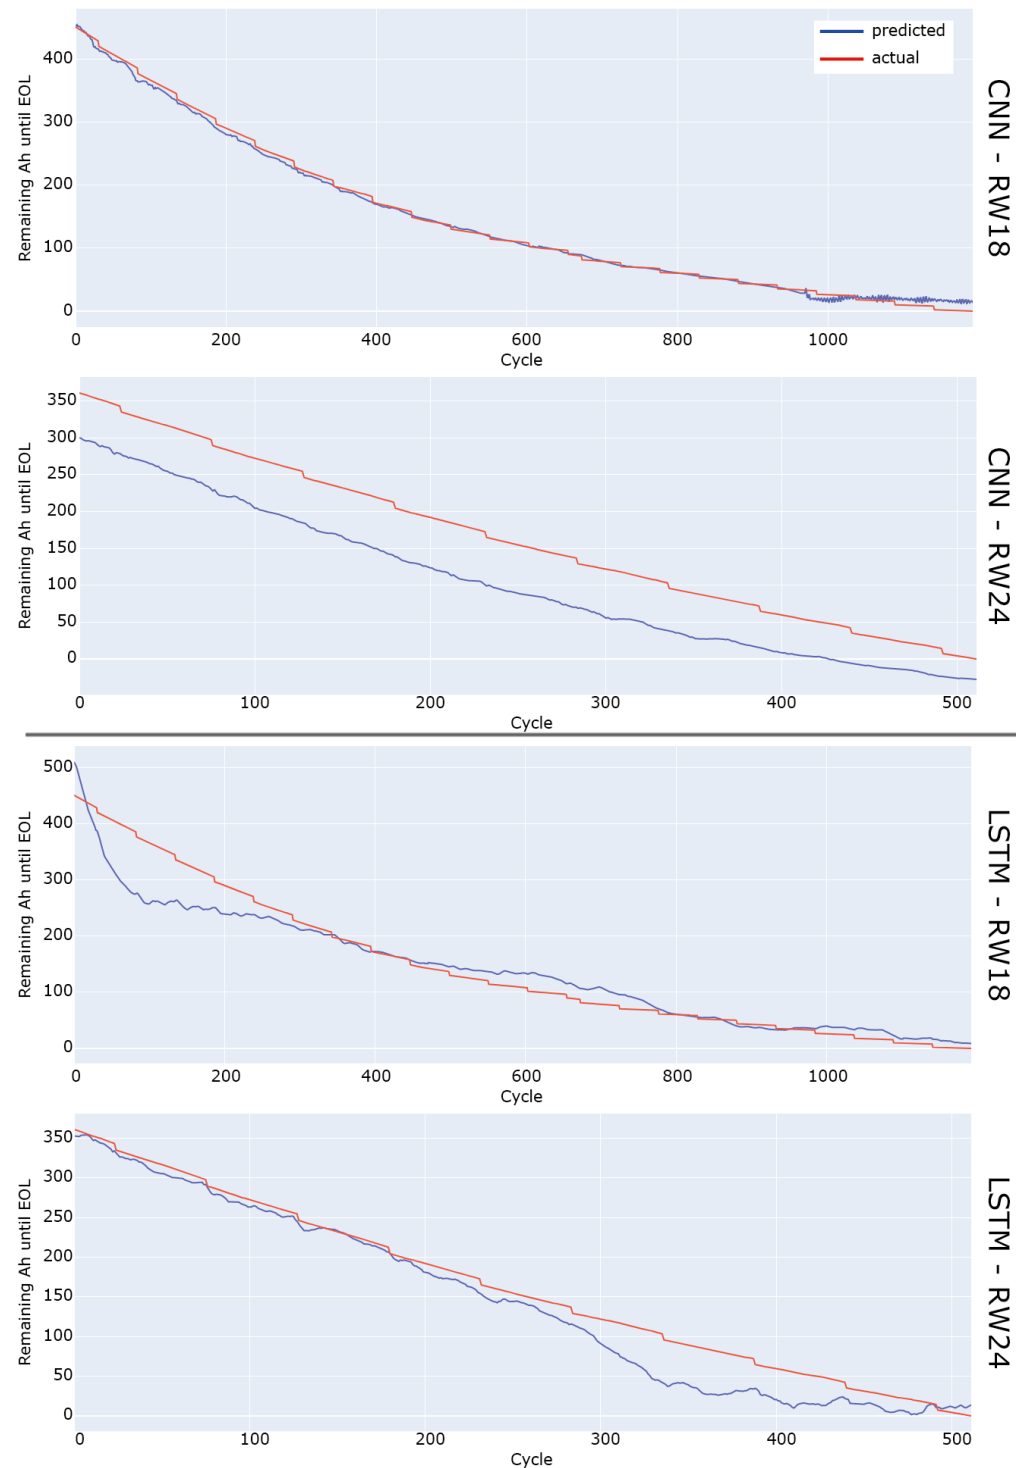 predicted
actual
400
300
200
100
0
Remaining Ah until EOL
0 200 400 600 800 1000
Cycle
CNN - RW18
350
300
250
200
150
100
50
0
Remaining Ah until EOL
0 100 200 300 400 500
Cycle
CNN - RW24
500
400
300
200
100
0
Remaining Ah until EOL
0 200 400 600 800 1000
Cycle
LSTM - RW18
350
300
250
200
150
100
50
0
Remaining Ah until EOL
0 100 200 300 400 500
Cycle
LSTM - RW24